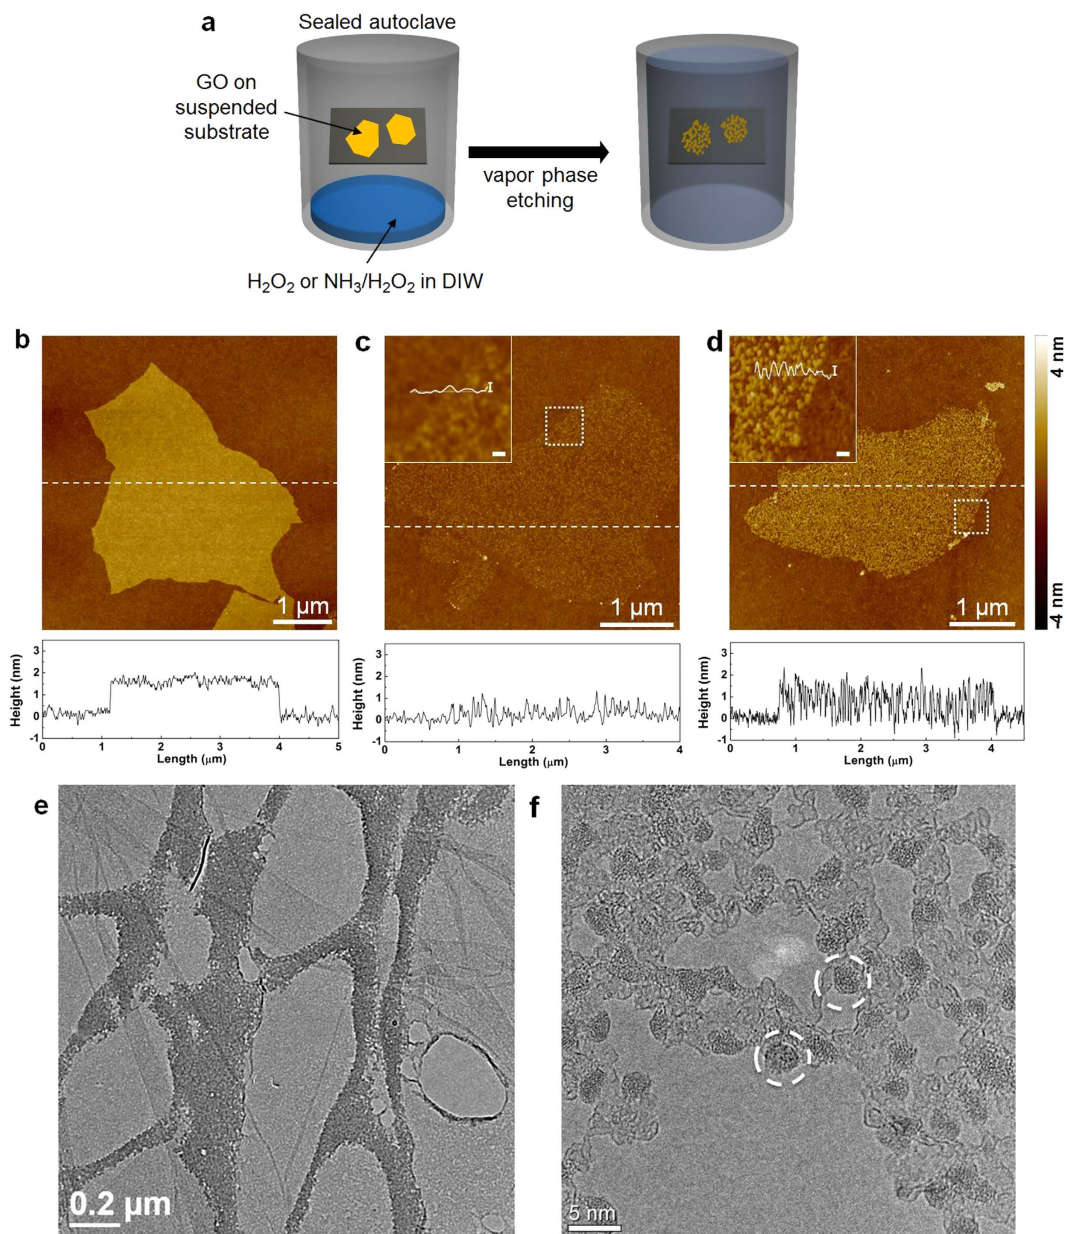 a
Sealed autoclave
GO on
suspended
substrate
vapor phase
etching
H₂O₂ or NH₃/H₂O₂ in DIW
b
1 µm
c
I
1 µm
d
I
1 µm
4 nm
-4 nm
Height (nm)
3
2
1
0
-1
0
1
2
3
4
5
Length (µm)
Height (nm)
3
2
1
0
-1
0
1
2
3
4
Length (µm)
Height (nm)
3
2
1
0
-1
0
1
2
3
4
Length (µm)
e
0.2 µm
f
5 nm